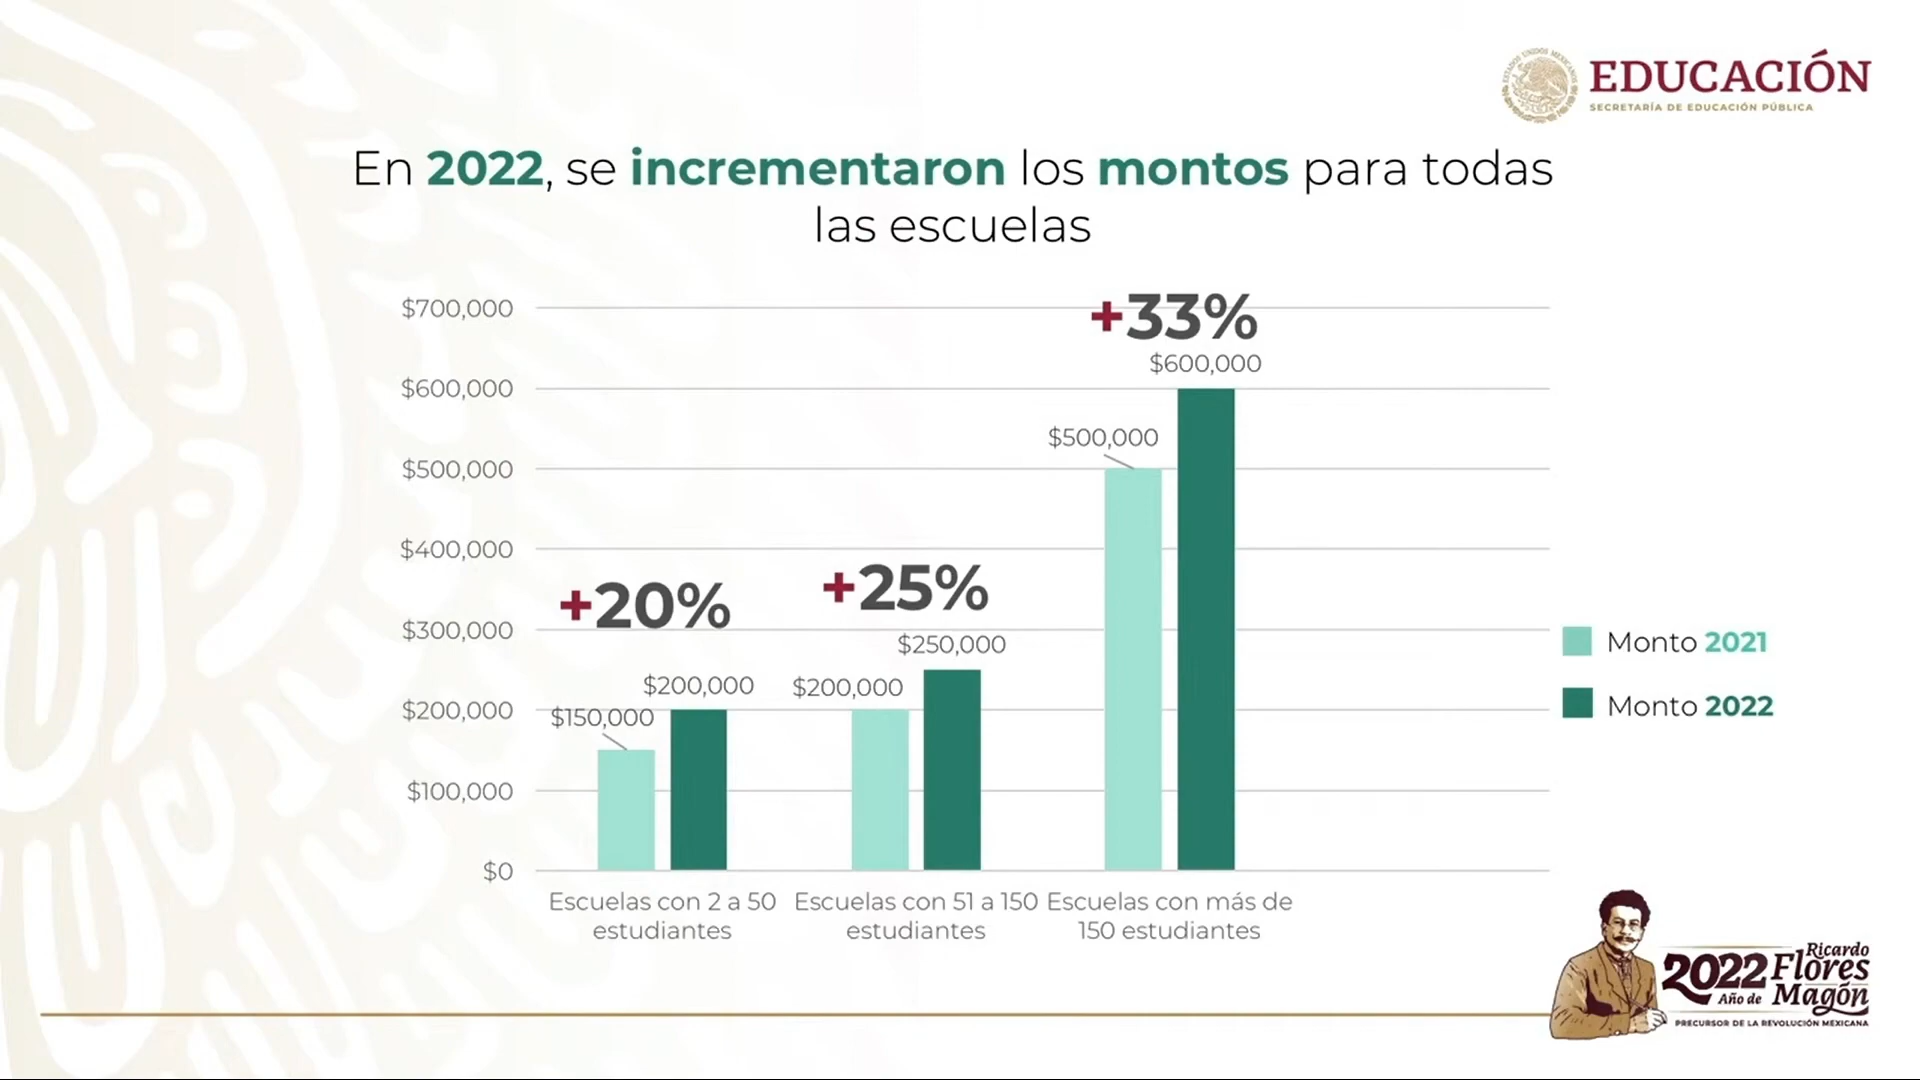 EDUCACIÓN
SECRETARÍA DE EDUCACIÓN PÚBLICA
En 2022, se incrementaron los montos para todas
las escuelas
$700,000
$600,000
$500,000
$400,000
$300,000
$200,000
$100,000
$0
+20%
$150,000
$200,000
+25%
$200,000
$250,000
+33%
$500,000
$600,000
Escuelas con 2 a 50
estudiantes
Escuelas con 51 a 150
estudiantes
Escuelas con más de
150 estudiantes
Monto 2021
Monto 2022
2022
Año de
Ricardo
Flores
Magón
PRECURSOR DE LA REVOLUCIÓN MEXICANA